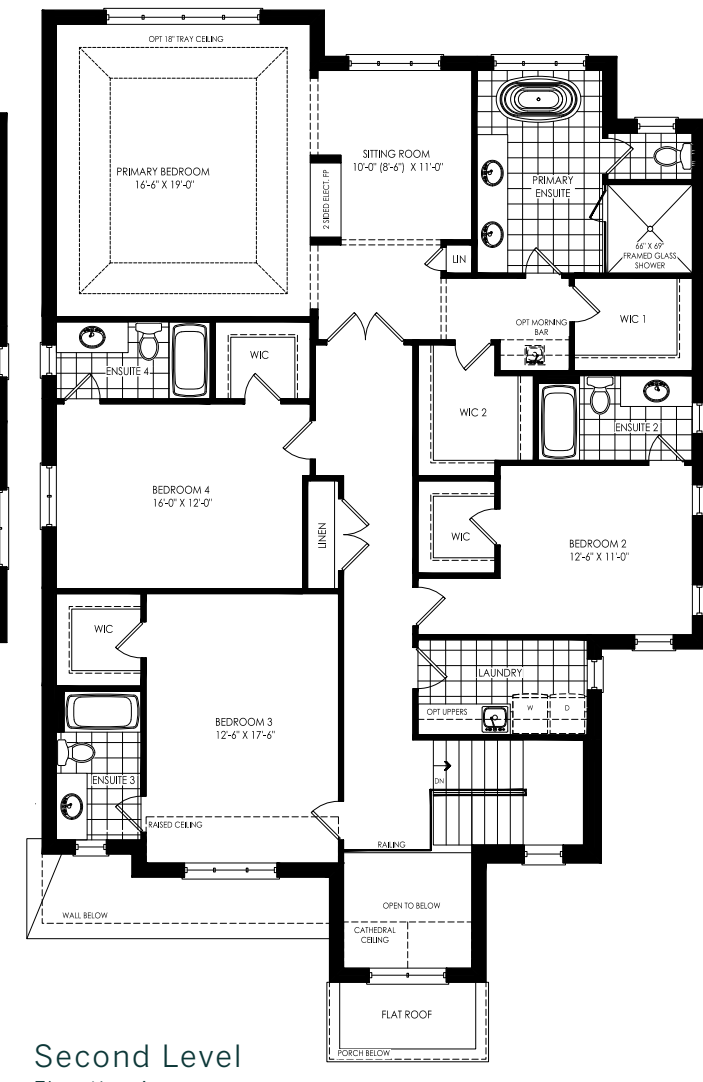 OPT 18" TRAY CEILING
PRIMARY BEDROOM
16'-6" X 19'-0"
2 SIDED ELECT. FP
SITTING ROOM
10'-0" (8'-6") X 11'-0"
PRIMARY
ENSUITE
66" X 69"
FRAMED GLASS
SHOWER
LIN
OPT MORNING
BAR
WIC 1
ENSUITE 4
WIC
WIC 2
ENSUITE 2
BEDROOM 4
16'-0" X 12'-0"
LINEN
WIC
BEDROOM 2
12'-6" X 11'-0"
WIC
LAUNDRY
OPT UPPERS
W
D
BEDROOM 3
12'-6" X 17'-6"
ENSUITE 3
DN
RAISED CEILING
RAILING
WALL BELOW
OPEN TO BELOW
CATHEDRAL
CEILING
FLAT ROOF
PORCH BELOW
Second Level